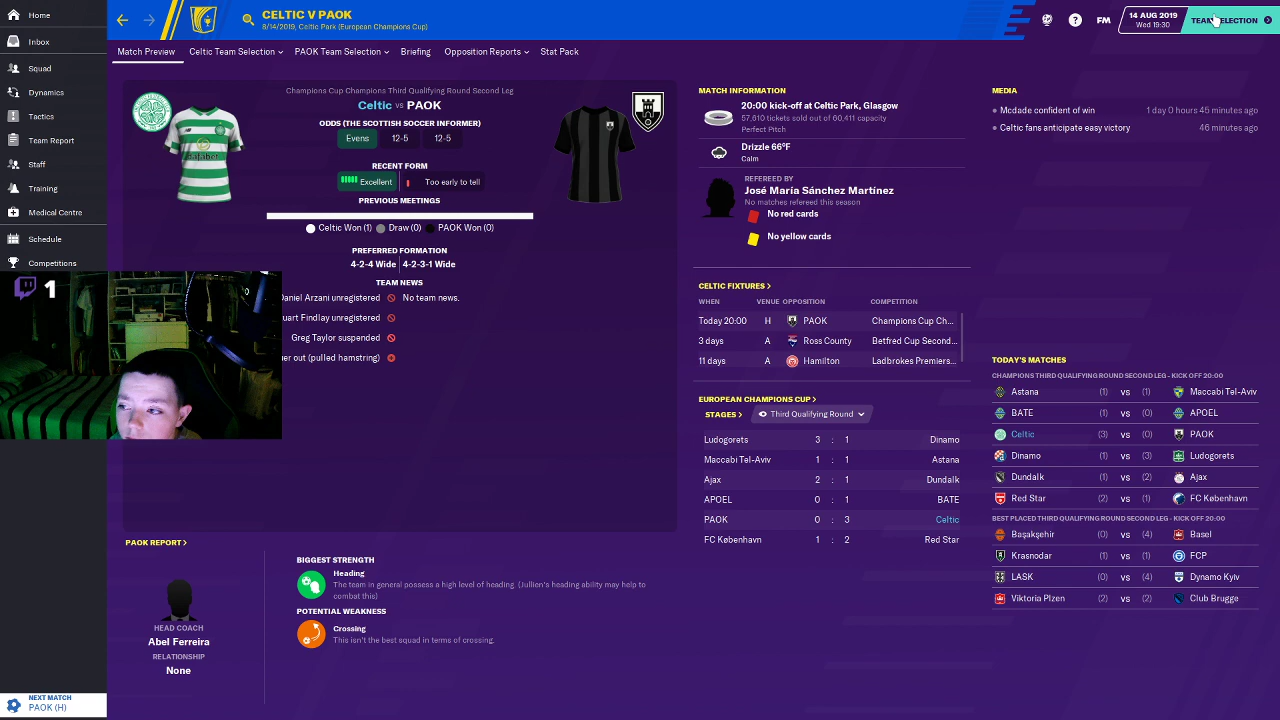 CELTIC V PAOK
8/14/2019, Celtic Park (European Champions Cup)
FM
14 AUG 2019
Wed 19:30
Home
Inbox
Squad
Dynamics
Tactics
Team Report
Staff
Training
Medical Centre
Schedule
Competitions
1
NEXT MATCH
PAOK (H)
Match Preview
Celtic Team Selection
PAOK Team Selection
Briefing
Opposition Reports
Stat Pack
Champions Cup Champions Third Qualifying Round Second Leg
Celtic vs PAOK
ODDS (THE SCOTTISH SOCCER INFORMER)
Evens 12-5 12-5
RECENT FORM
Excellent Too early to tell
PREVIOUS MEETINGS
Celtic Won (1) Draw (0) PAOK Won (0)
PREFERRED FORMATION
4-2-4 Wide 4-2-3-1 Wide
TEAM NEWS
Daniel Arzani unregistered No team news.
uart Findlay unregistered
Greg Taylor suspended
er out (pulled hamstring)
PAOK REPORT
HEAD COACH
Abel Ferreira
RELATIONSHIP
None
BIGGEST STRENGTH
Heading
The team in general possess a high level of heading. (Jullien's heading ability may help to
combat this)
POTENTIAL WEAKNESS
Crossing
This isn't the best squad in terms of crossing.
MATCH INFORMATION
20:00 kick-off at Celtic Park, Glasgow
57,610 tickets sold out of 60,411 capacity
Perfect Pitch
Drizzle 66°F
Calm
REFEREED BY
José María Sánchez Martínez
No matches refereed this season
No red cards
No yellow cards
CELTIC FIXTURES
WHEN VENUE OPPOSITION COMPETITION
Today 20:00 H PAOK Champions Cup Ch...
3 days A Ross County Betfred Cup Second...
11 days A Hamilton Ladbrokes Premiers...
EUROPEAN CHAMPIONS CUP
STAGES Third Qualifying Round
Ludogorets 3 : 1 Dinamo
Maccabi Tel-Aviv 1 : 1 Astana
Ajax 2 : 1 Dundalk
APOEL 0 : 1 BATE
PAOK 0 : 3 Celtic
FC København 1 : 2 Red Star
MEDIA
Mcdade confident of win 1 day 0 hours 45 minutes ago
Celtic fans anticipate easy victory 46 minutes ago
TODAY'S MATCHES
CHAMPIONS THIRD QUALIFYING ROUND SECOND LEG - KICK OFF 20:00
Astana (1) vs (1) Maccabi Tel-Aviv
BATE (1) vs (0) APOEL
Celtic (3) vs (0) PAOK
Dinamo (1) vs (3) Ludogorets
Dundalk (1) vs (2) Ajax
Red Star (2) vs (1) FC København
BEST PLACED THIRD QUALIFYING ROUND SECOND LEG - KICK OFF 20:00
Başakşehir (0) vs (4) Basel
Krasnodar (1) vs (1) FCP
LASK (0) vs (4) Dynamo Kyiv
Viktoria Plzen (2) vs (2) Club Brugge